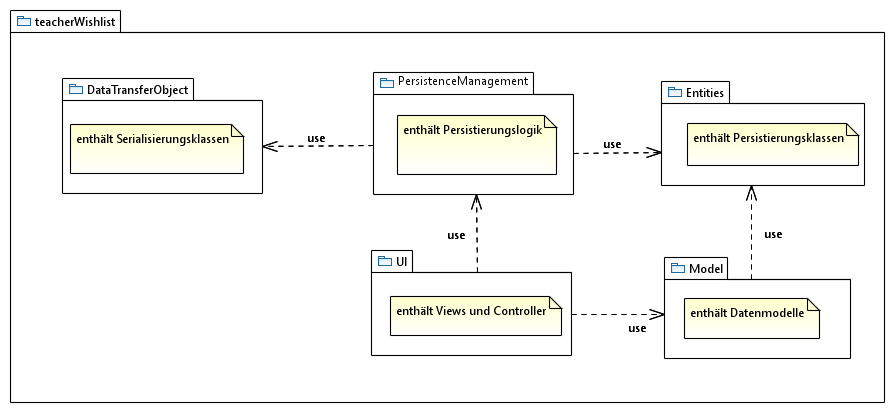 teacherWishlist
DataTransferObject
enthält Serialisierungsklassen
PersistenceManagement
enthält Persistierungslogik
Entities
enthält Persistierungsklassen
use
use
use
use
UI
enthält Views und Controller
Model
enthält Datenmodelle
use